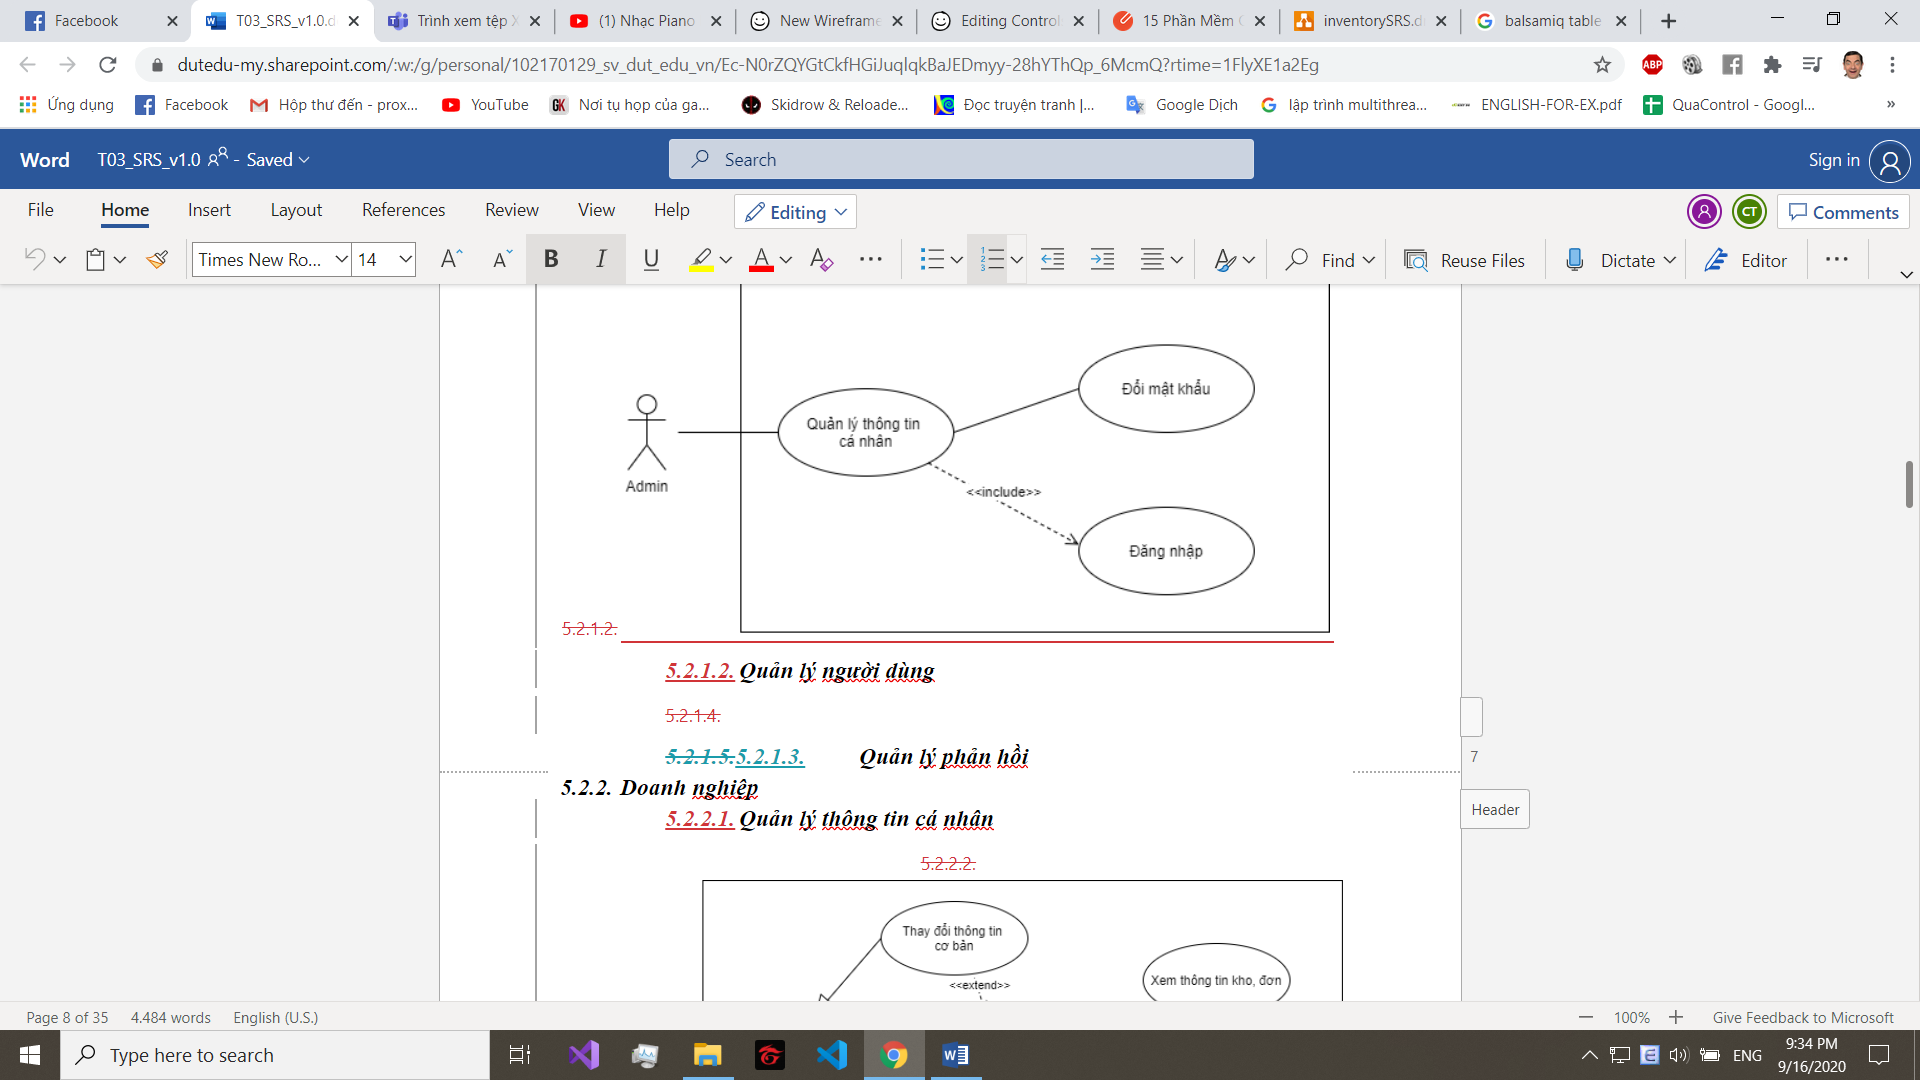 Facebook
T03_SRS_v1.0.d
Trình xem tệp X
(1) Nhạc Piano
New Wireframe
Editing Control
15 Phần Mềm
inventorySRS.d
balsamiq table
dutedu-my.sharepoint.com/:w:/g/personal/102170129_sv_dut_edu_vn/Ec-N0rZQYGtCkfHGiJuqlqkBaJEDmyy-28hYThQp_6McmQ?rtime=1FlyXE1a2Eg
ABP
Ứng dụng
Facebook
Hộp thư đến - prox...
YouTube
GK
Nơi tụ họp của ga...
Skidrow & Reloade...
Đọc truyện tranh |...
Google Dịch
lập trình multithrea...
ENGLISH-FOR-EX.pdf
QuaControl - Googl...
»
Word
T03_SRS_v1.0 - Saved
Search
Sign in
File
Home
Insert
Layout
References
Review
View
Help
Editing
CT
Comments
Times New Ro...
14
A
A
B
I
U
A
A
Find
Reuse Files
Dictate
Editor
Đổi mật khẩu
Quản lý thông tin
cá nhân
Admin
<<include>>
Đăng nhập
5.2.1.2.
5.2.1.2. Quản lý người dùng
5.2.1.4.
5.2.1.5.5.2.1.3. Quản lý phản hồi
7
5.2.2. Doanh nghiệp
Header
5.2.2.1. Quản lý thông tin cá nhân
5.2.2.2.
Thay đổi thông tin
cơ bản
Xem thông tin kho, đơn
<<extend>>
Page 8 of 35
4.484 words
English (U.S.)
100%
Give Feedback to Microsoft
Type here to search
ENG
9:34 PM
9/16/2020